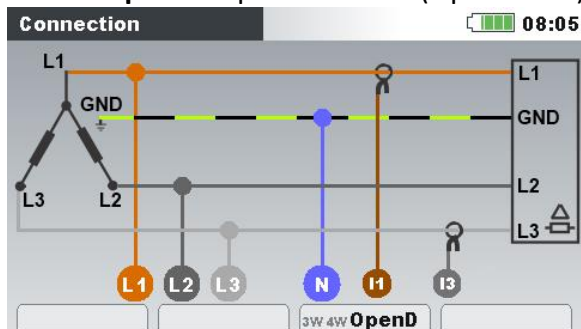 Connection 08:05
L1 L1
GND GND
L3 L2 L2
L3
L1 L2 L3 N I1 I3
3W 4W OpenD